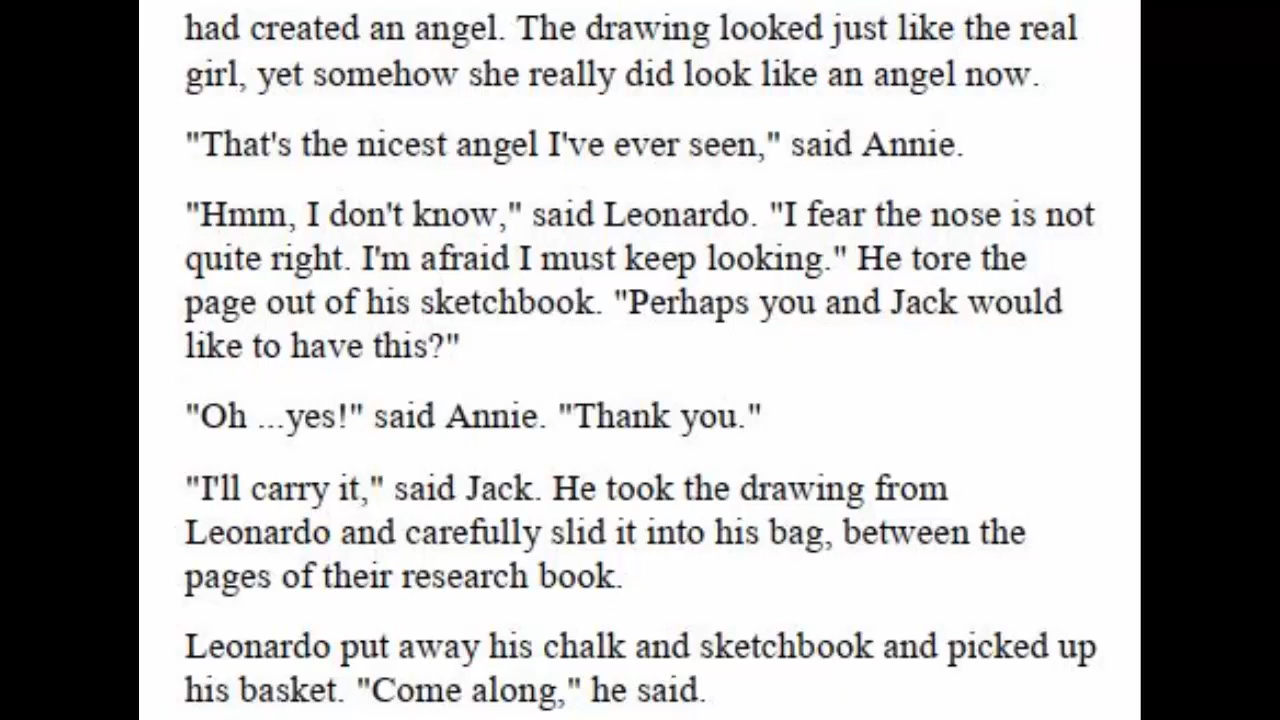 had created an angel. The drawing looked just like the real
girl, yet somehow she really did look like an angel now.
"That's the nicest angel I've ever seen," said Annie.
"Hmm, I don't know," said Leonardo. "I fear the nose is not
quite right. I'm afraid I must keep looking." He tore the
page out of his sketchbook. "Perhaps you and Jack would
like to have this?"
"Oh ...yes!" said Annie. "Thank you."
"I'll carry it," said Jack. He took the drawing from
Leonardo and carefully slid it into his bag, between the
pages of their research book.
Leonardo put away his chalk and sketchbook and picked up
his basket. "Come along," he said.